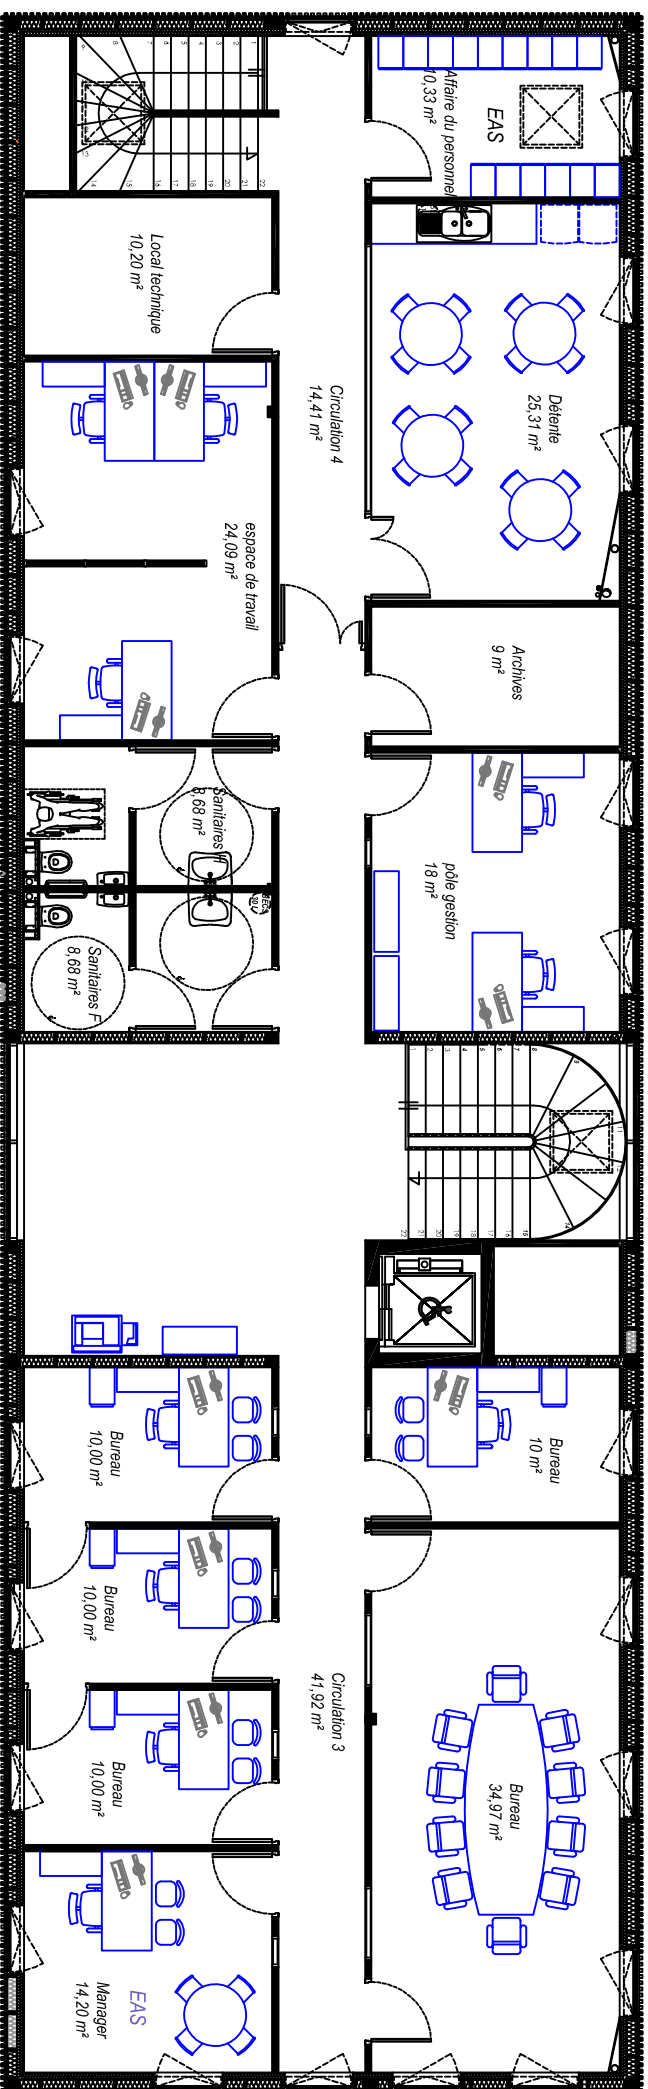 Affaire du personnel
10,33 m²
EAS
Local technique
10,20 m²
Circulation 4
14,41 m²
Détente
25,31 m²
espace de travail
24,09 m²
Archives
9 m²
Sanitaires H
8,68 m²
pôle gestion
18 m²
Sanitaires F
8,68 m²
Bureau
10,00 m²
Bureau
10 m²
Bureau
10,00 m²
Circulation 3
41,92 m²
Bureau
10,00 m²
Bureau
34,97 m²
Manager
14,20 m²
EAS